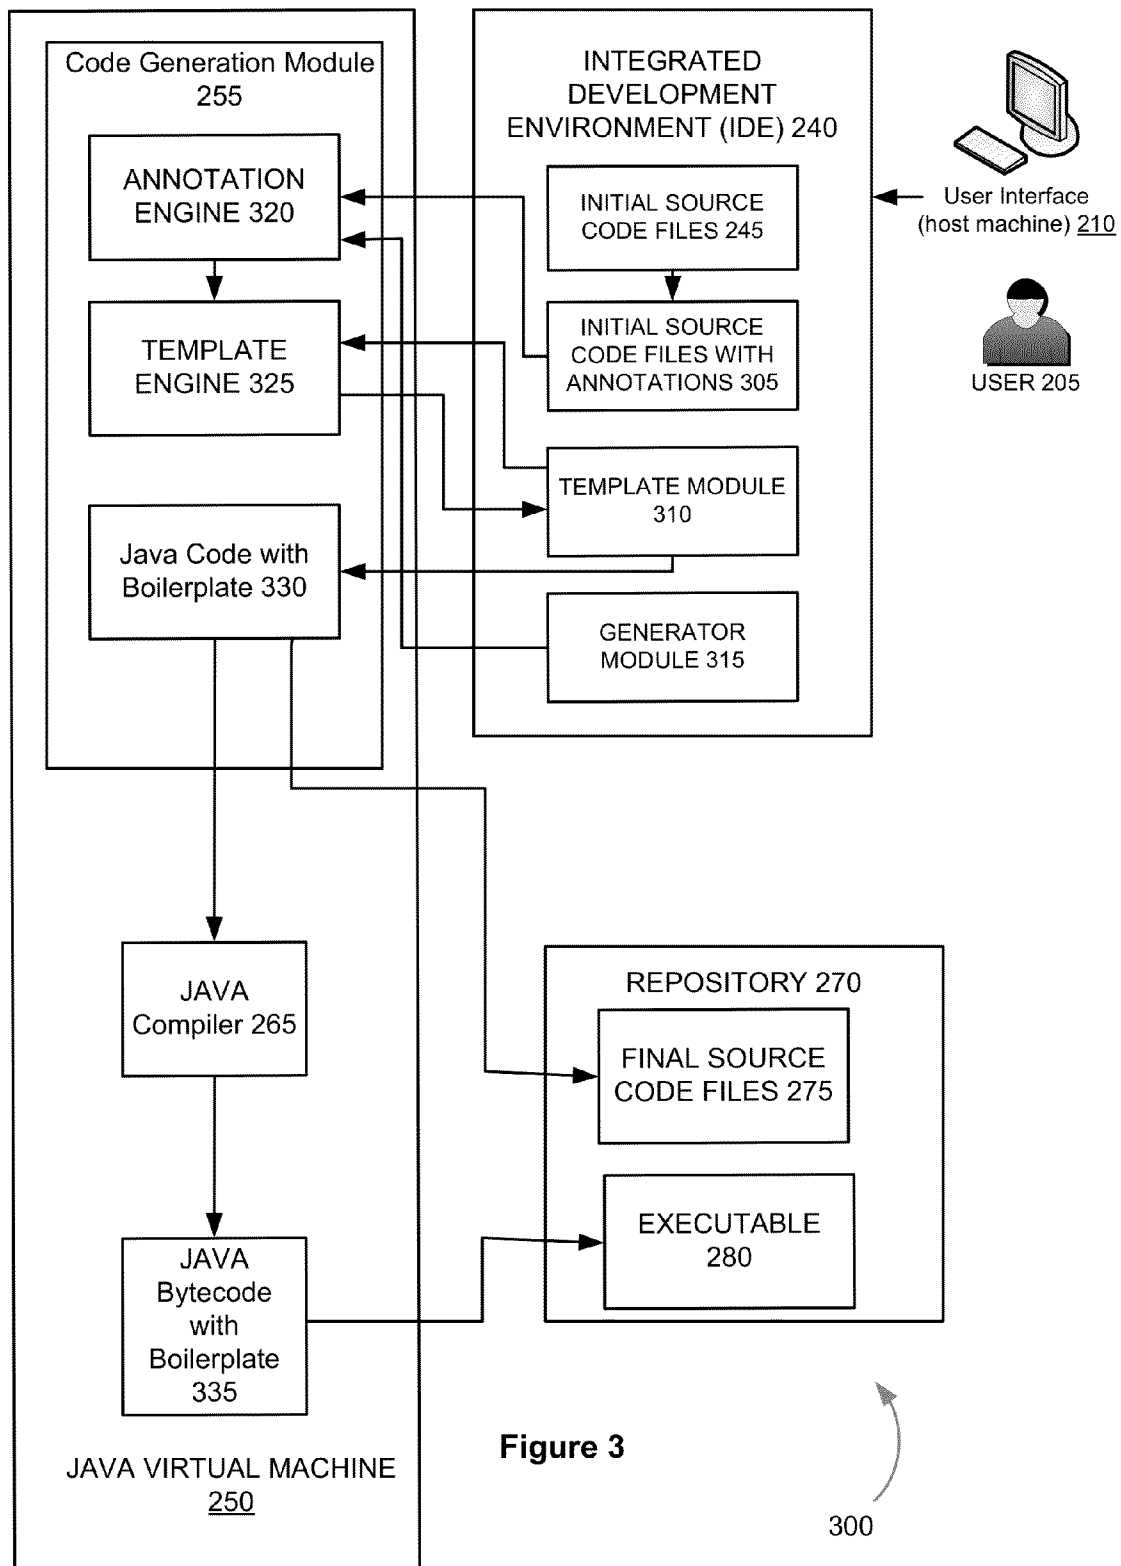 Code Generation Module
255
ANNOTATION
ENGINE 320
TEMPLATE
ENGINE 325
Java Code with
Boilerplate 330
INTEGRATED
DEVELOPMENT
ENVIRONMENT (IDE) 240
INITIAL SOURCE
CODE FILES 245
INITIAL SOURCE
CODE FILES WITH
ANNOTATIONS 305
TEMPLATE MODULE
310
GENERATOR
MODULE 315
User Interface
(host machine) 210
USER 205
JAVA
Compiler 265
JAVA
Bytecode
with
Boilerplate
335
REPOSITORY 270
FINAL SOURCE
CODE FILES 275
EXECUTABLE
280
JAVA VIRTUAL MACHINE
250
Figure 3
300